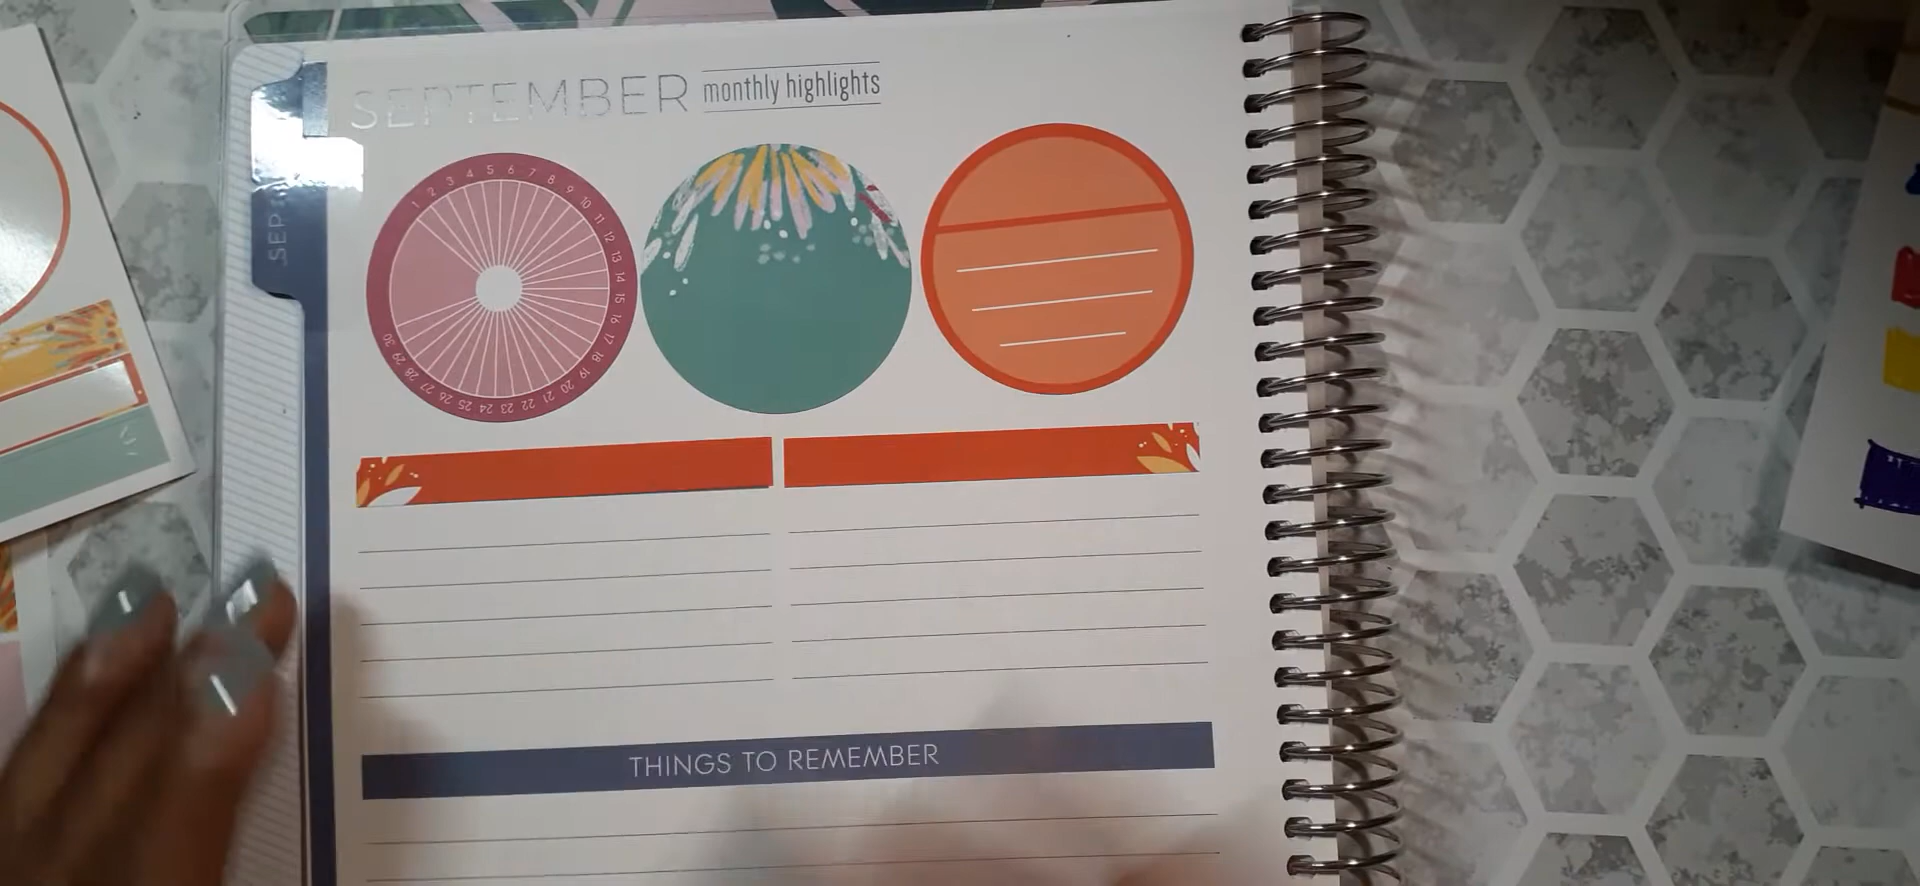 SEPTEMBER monthly highlights
SEP
1 2 3 4 5 6 7 8 9 10 11 12 13 14 15 16 17 18 19 20 21 22 23 24 25 26 27 28 29 30
THINGS TO REMEMBER